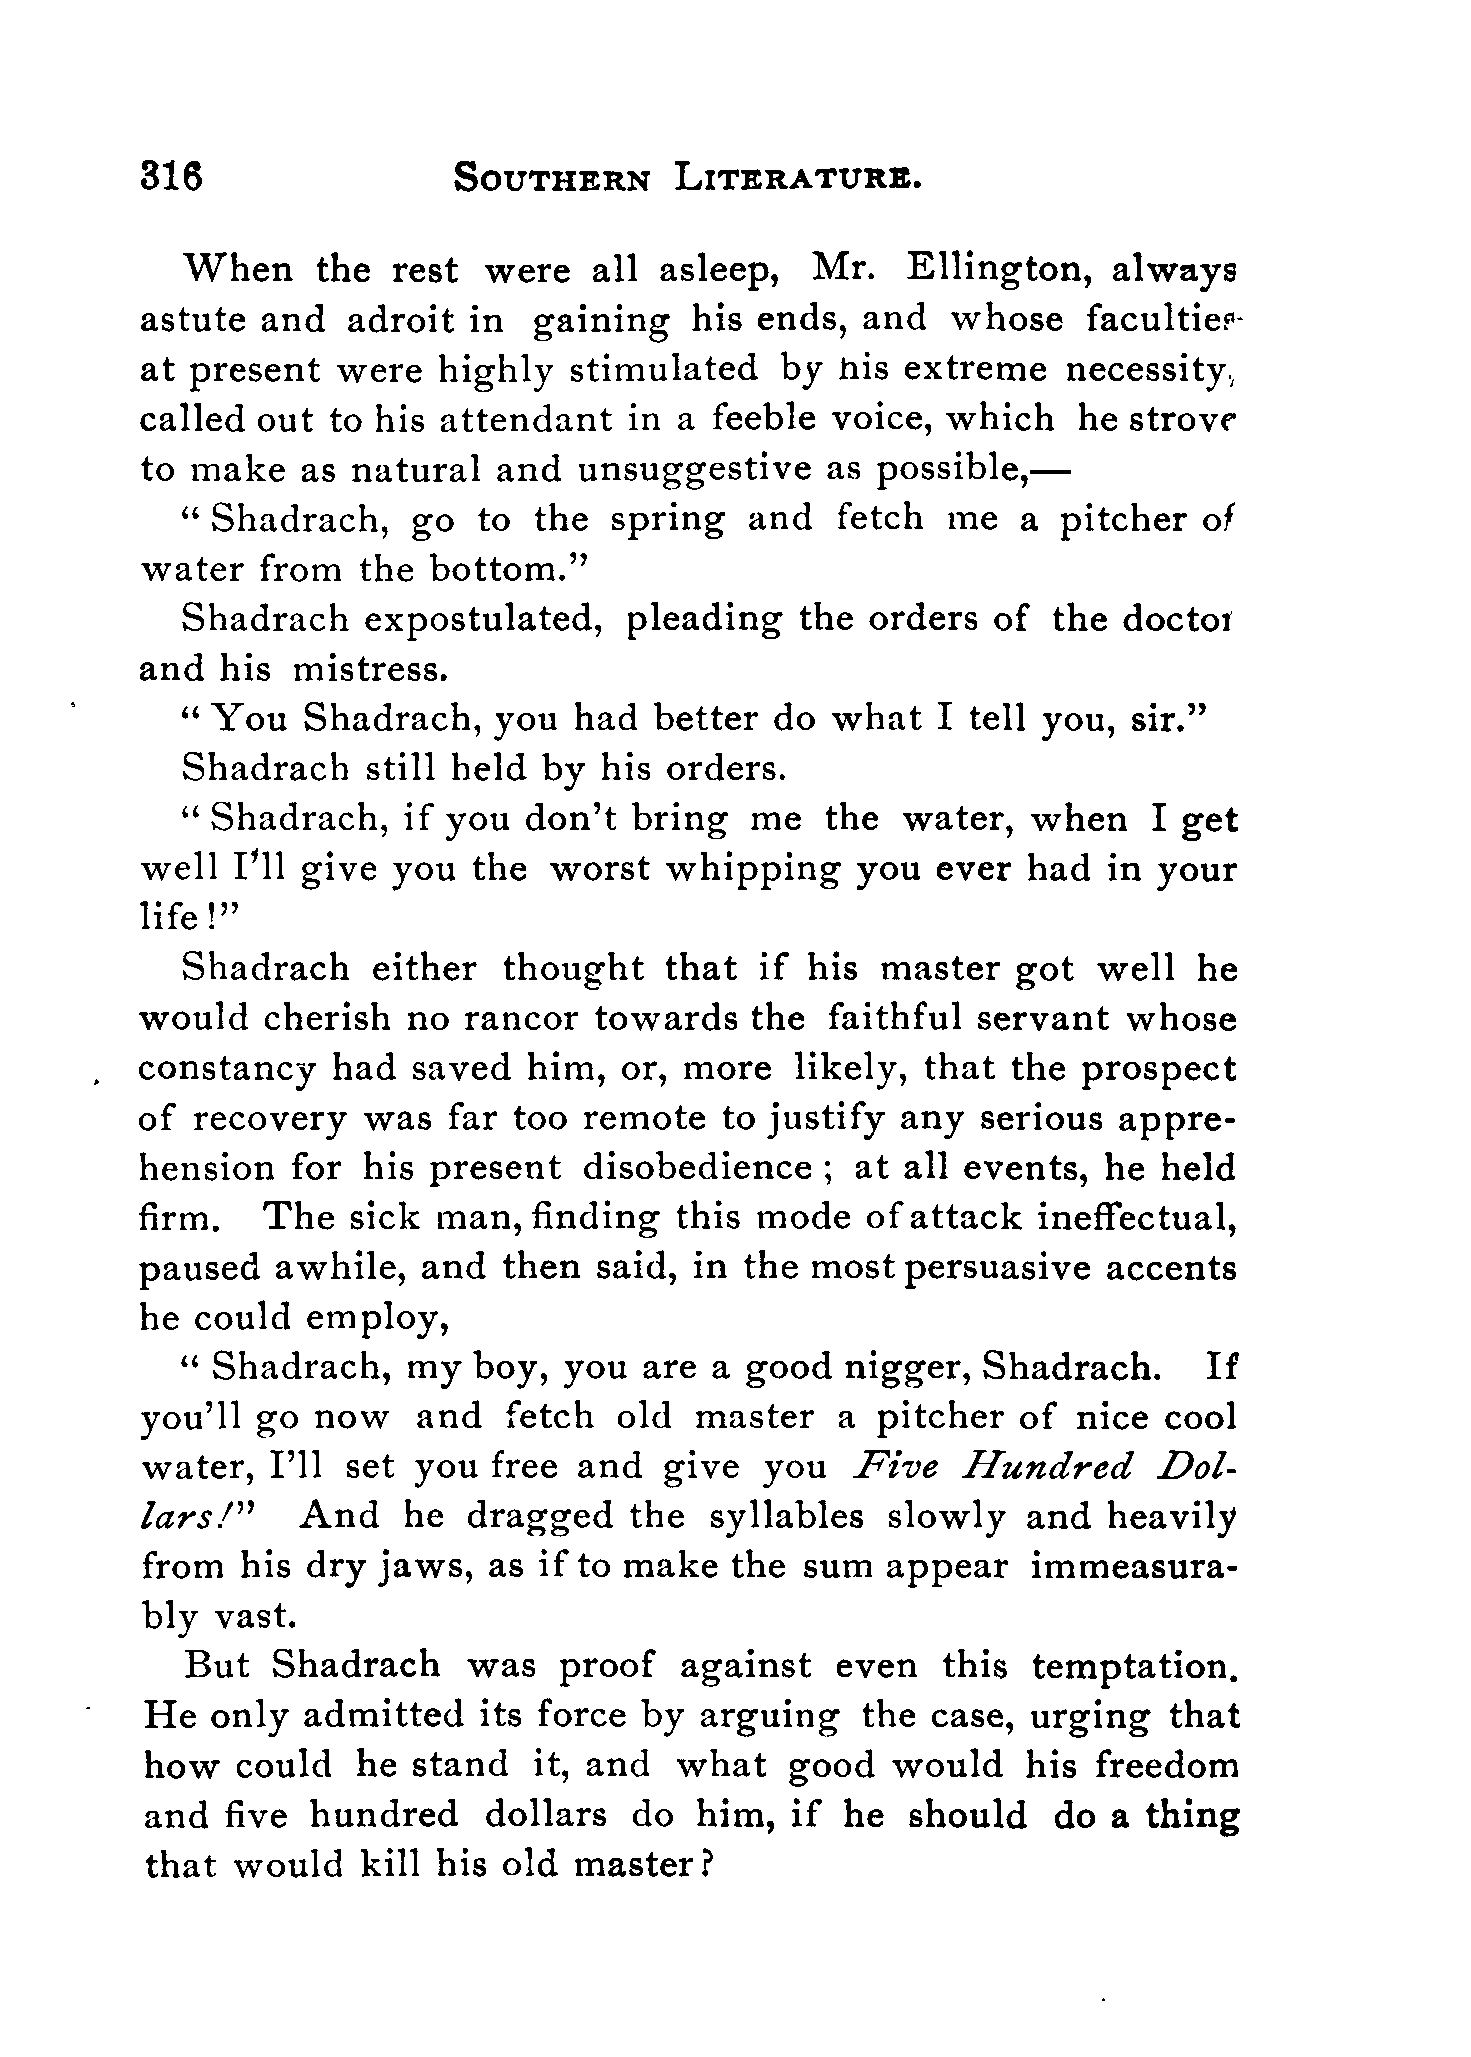 316 SOUTHERN LITERATURE.
When the rest were all asleep, Mr. Ellington, always
astute and adroit in gaining his ends, and whose faculties
at present were highly stimulated by his extreme necessity,
called out to his attendant in a feeble voice, which he strove
to make as natural and unsuggestive as possible,—
“ Shadrach, go to the spring and fetch me a pitcher of
water from the bottom.”
Shadrach expostulated, pleading the orders of the doctor
and his mistress.
“ You Shadrach, you had better do what I tell you, sir.”
Shadrach still held by his orders.
“ Shadrach, if you don’t bring me the water, when I get
well I’ll give you the worst whipping you ever had in your
life !”
Shadrach either thought that if his master got well he
would cherish no rancor towards the faithful servant whose
constancy had saved him, or, more likely, that the prospect
of recovery was far too remote to justify any serious appre-
hension for his present disobedience ; at all events, he held
firm. The sick man, finding this mode of attack ineffectual,
paused awhile, and then said, in the most persuasive accents
he could employ,
“ Shadrach, my boy, you are a good nigger, Shadrach. If
you’ll go now and fetch old master a pitcher of nice cool
water, I’ll set you free and give you Five Hundred Dol-
lars!” And he dragged the syllables slowly and heavily
from his dry jaws, as if to make the sum appear immeasura-
bly vast.
But Shadrach was proof against even this temptation.
He only admitted its force by arguing the case, urging that
how could he stand it, and what good would his freedom
and five hundred dollars do him, if he should do a thing
that would kill his old master?